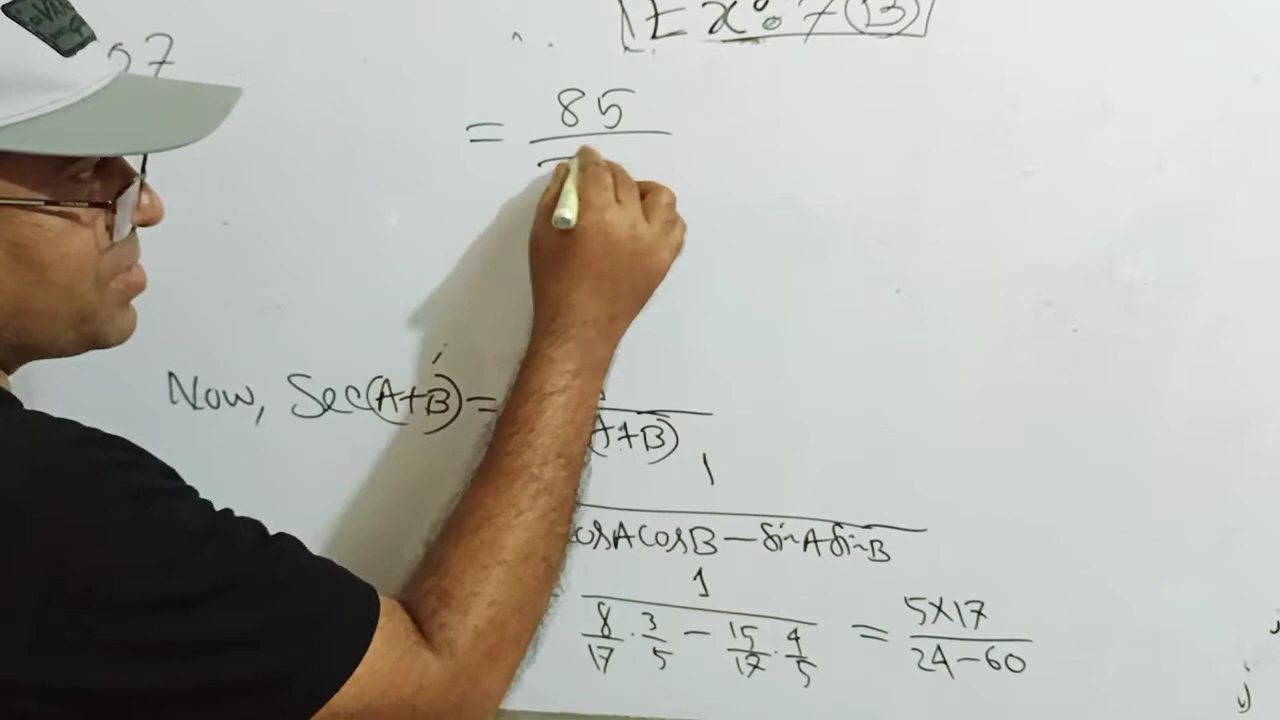 Ex: 7(B)
= 85
Now, Sec(A+B) =
(A+B)
1
cosAcosB - SinASinB
1
8/17 . 3/5 - 15/17 . 4/5 = 5×17 / 24-60